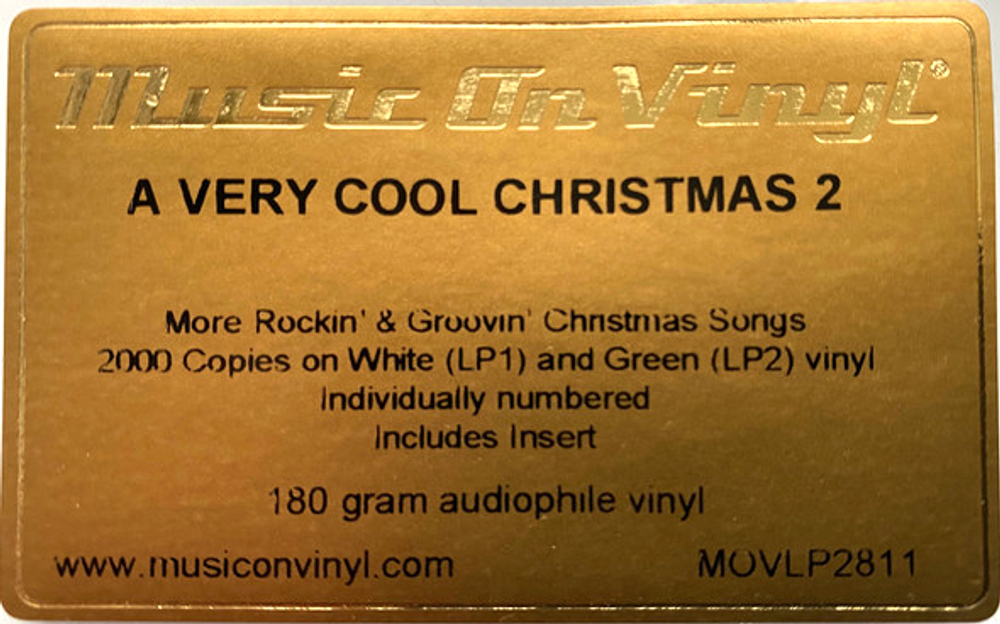 Music On Vinyl®
A VERY COOL CHRISTMAS 2
More Rockin' & Groovin' Christmas Songs
2000 Copies on White (LP1) and Green (LP2) vinyl
Individually numbered
Includes Insert
180 gram audiophile vinyl
www.musiconvinyl.com
MOVLP2811